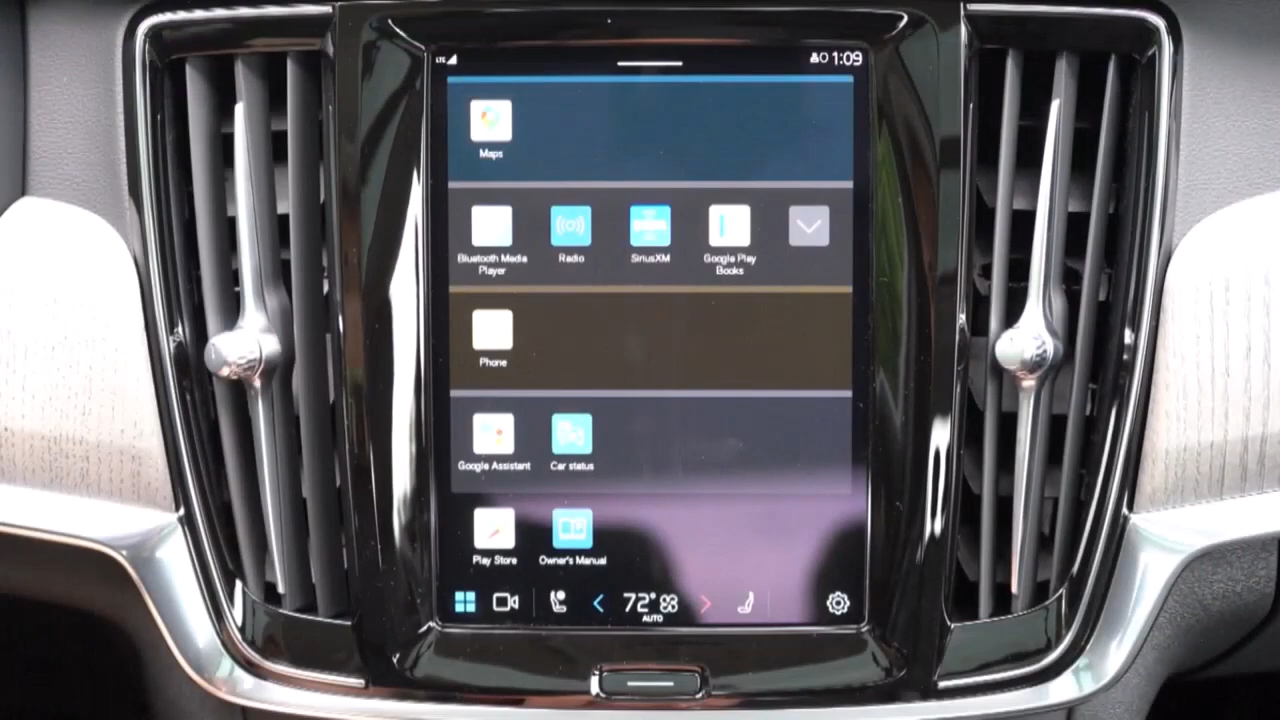 LTE 1:09
Maps
Bluetooth Media
Player
Radio
SiriusXM
Google Play
Books
Phone
Google Assistant
Car status
Play Store
Owner's Manual
72°
AUTO